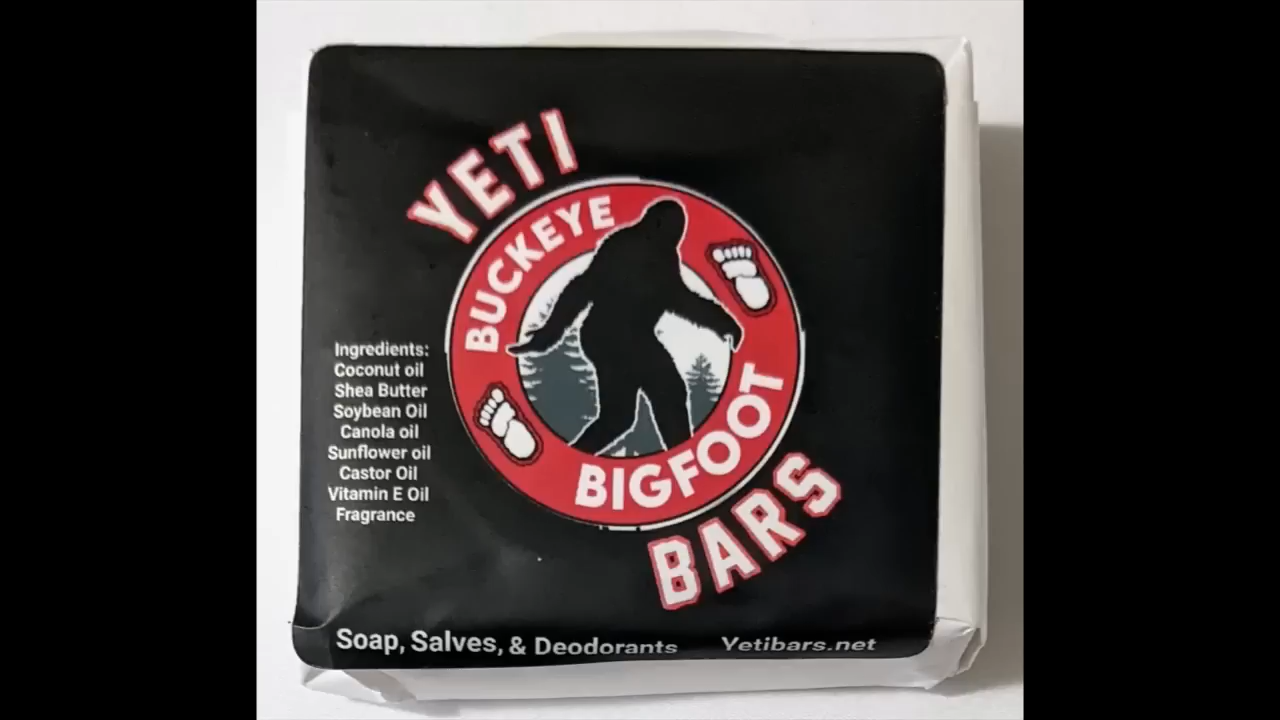 YETI
BUCKEYE
BIGFOOT
BARS
Ingredients:
Coconut oil
Shea Butter
Soybean Oil
Canola oil
Sunflower oil
Castor Oil
Vitamin E Oil
Fragrance
Soap, Salves, & Deodorants
Yetibars.net